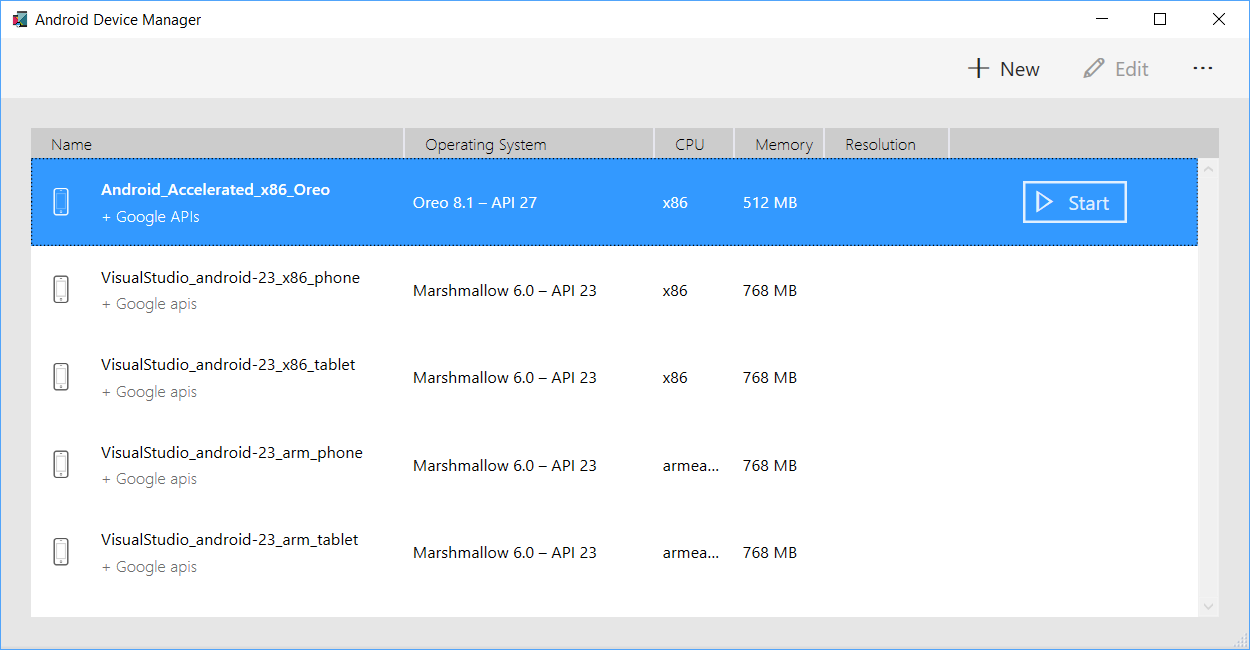 Android Device Manager
New Edit ...
Name Operating System CPU Memory Resolution
Android_Accelerated_x86_Oreo
+ Google APIs
Oreo 8.1 – API 27 x86 512 MB Start
VisualStudio_android-23_x86_phone
+ Google apis
Marshmallow 6.0 – API 23 x86 768 MB
VisualStudio_android-23_x86_tablet
+ Google apis
Marshmallow 6.0 – API 23 x86 768 MB
VisualStudio_android-23_arm_phone
+ Google apis
Marshmallow 6.0 – API 23 armea... 768 MB
VisualStudio_android-23_arm_tablet
+ Google apis
Marshmallow 6.0 – API 23 armea... 768 MB